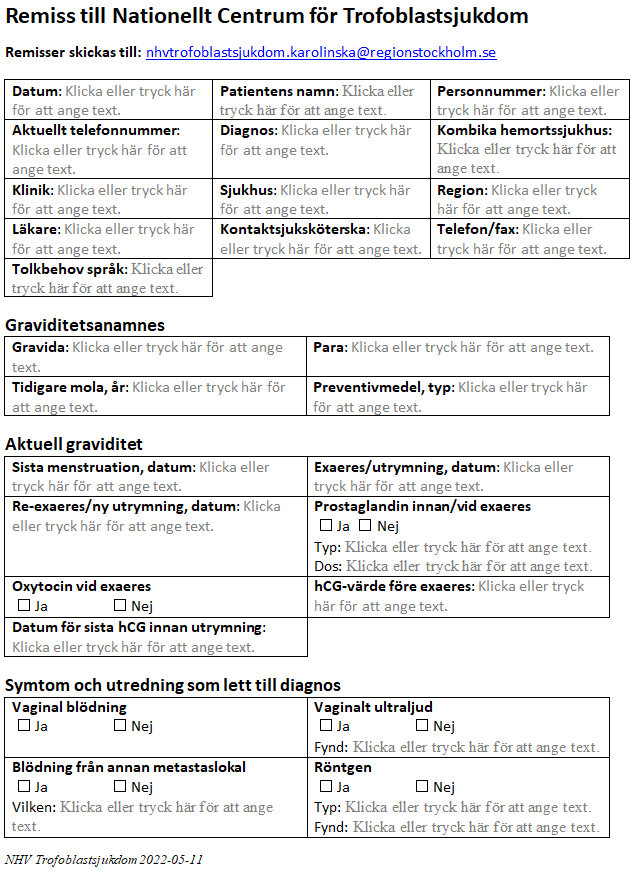 Remiss till Nationellt Centrum för Trofoblastsjukdom
Remisser skickas till: nhvtrofoblastsjukdom.karolinska@regionstockholm.se
Datum: Klicka eller tryck här
för att ange text.
Patientens namn: Klicka eller
tryck här för att ange text.
Personnummer: Klicka eller
tryck här för att ange text.
Aktuellt telefonnummer:
Klicka eller tryck här för att
ange text.
Diagnos: Klicka eller tryck här
för att ange text.
Kombika hemortssjukhus:
Klicka eller tryck här för att
ange text.
Klinik: Klicka eller tryck här
för att ange text.
Sjukhus: Klicka eller tryck här
för att ange text.
Region: Klicka eller tryck
här för att ange text.
Läkare: Klicka eller tryck här
för att ange text.
Kontaktsjuksköterska: Klicka
eller tryck här för att ange text.
Telefon/fax: Klicka eller
tryck här för att ange text.
Tolkbehov språk: Klicka eller
tryck här för att ange text.
Graviditetsanamnes
Gravida: Klicka eller tryck här för att ange
text.
Para: Klicka eller tryck här för att ange text.
Tidigare mola, år: Klicka eller tryck här för
att ange text.
Preventivmedel, typ: Klicka eller tryck här
för att ange text.
Aktuell graviditet
Sista menstruation, datum: Klicka eller
tryck här för att ange text.
Exaeres/utrymning, datum: Klicka eller
tryck här för att ange text.
Re-exaeres/ny utrymning, datum: Klicka
eller tryck här för att ange text.
Prostaglandin innan/vid exaeres
☐ Ja ☐ Nej
Typ: Klicka eller tryck här för att ange text.
Dos: Klicka eller tryck här för att ange text.
Oxytocin vid exaeres
☐ Ja ☐ Nej
hCG-värde före exaeres: Klicka eller tryck
här för att ange text.
Datum för sista hCG innan utrymning:
Klicka eller tryck här för att ange text.
Symtom och utredning som lett till diagnos
Vaginal blödning
☐ Ja ☐ Nej
Vaginalt ultraljud
☐ Ja ☐ Nej
Fynd: Klicka eller tryck här för att ange text.
Blödning från annan metastaslokal
☐ Ja ☐ Nej
Vilken: Klicka eller tryck här för att ange
text.
Röntgen
☐ Ja ☐ Nej
Typ: Klicka eller tryck här för att ange text.
Fynd: Klicka eller tryck här för att ange text.
NHV Trofoblastsjukdom 2022-05-11